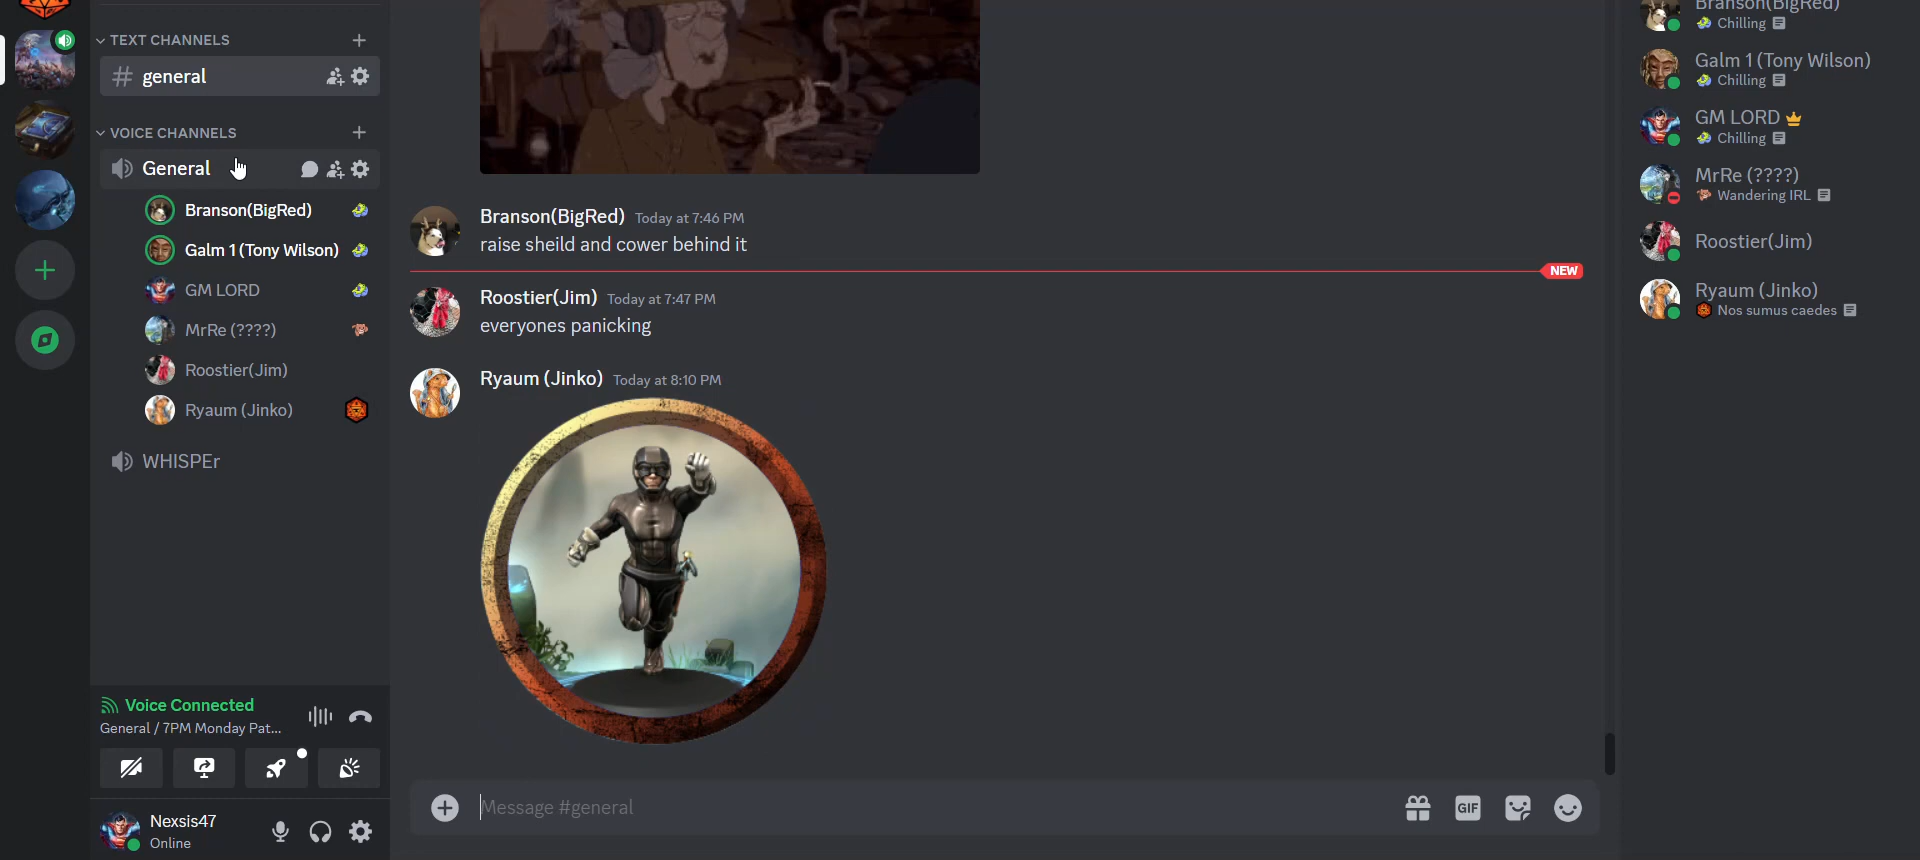 TEXT CHANNELS
general
VOICE CHANNELS
General
Branson(BigRed)
Galm 1 (Tony Wilson)
GM LORD
MrRe (????)
Roostier(Jim)
Ryaum (Jinko)
WHISPEr
Voice Connected
General / 7PM Monday Pat...
Nexsis47
Online
Branson(BigRed) Today at 7:46 PM
raise sheild and cower behind it
NEW
Roostier(Jim) Today at 7:47 PM
everyones panicking
Ryaum (Jinko) Today at 8:10 PM
Message #general
GIF
Branson(BigRed)
Chilling
Galm 1 (Tony Wilson)
Chilling
GM LORD
Chilling
MrRe (????)
Wandering IRL
Roostier(Jim)
Ryaum (Jinko)
Nos sumus caedes